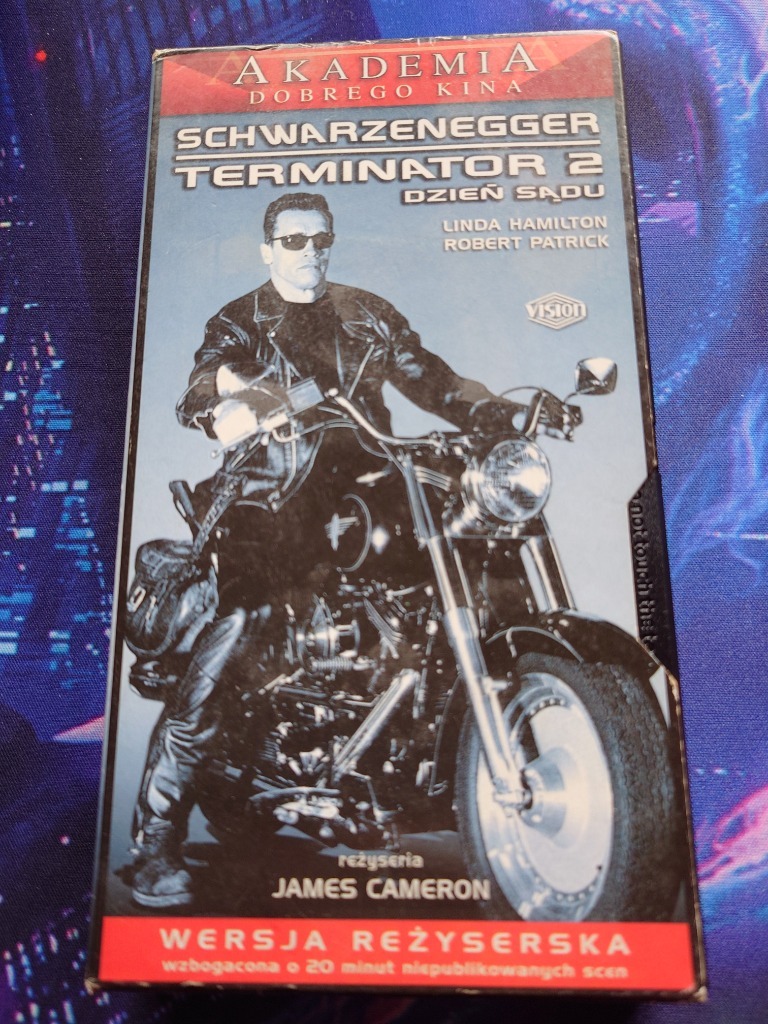 AKADEMIA
DOBREGO KINA
SCHWARZENEGGER
TERMINATOR 2
DZIEŃ SĄDU
LINDA HAMILTON
ROBERT PATRICK
VISION
reżyseria
JAMES CAMERON
WERSJA REŻYSERSKA
wzbogacona o 20 minut niepublikowanych scen